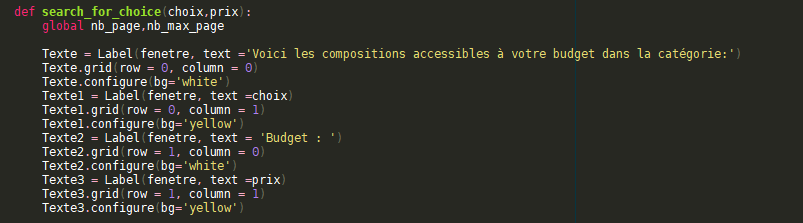 def search_for_choice(choix,prix):
    global nb_page,nb_max_page

    Texte = Label(fenetre, text ='Voici les compositions accessibles à votre budget dans la catégorie:')
    Texte.grid(row = 0, column = 0)
    Texte.configure(bg='white')
    Texte1 = Label(fenetre, text =choix)
    Texte1.grid(row = 0, column = 1)
    Texte1.configure(bg='yellow')
    Texte2 = Label(fenetre, text = 'Budget : ')
    Texte2.grid(row = 1, column = 0)
    Texte2.configure(bg='white')
    Texte3 = Label(fenetre, text =prix)
    Texte3.grid(row = 1, column = 1)
    Texte3.configure(bg='yellow')